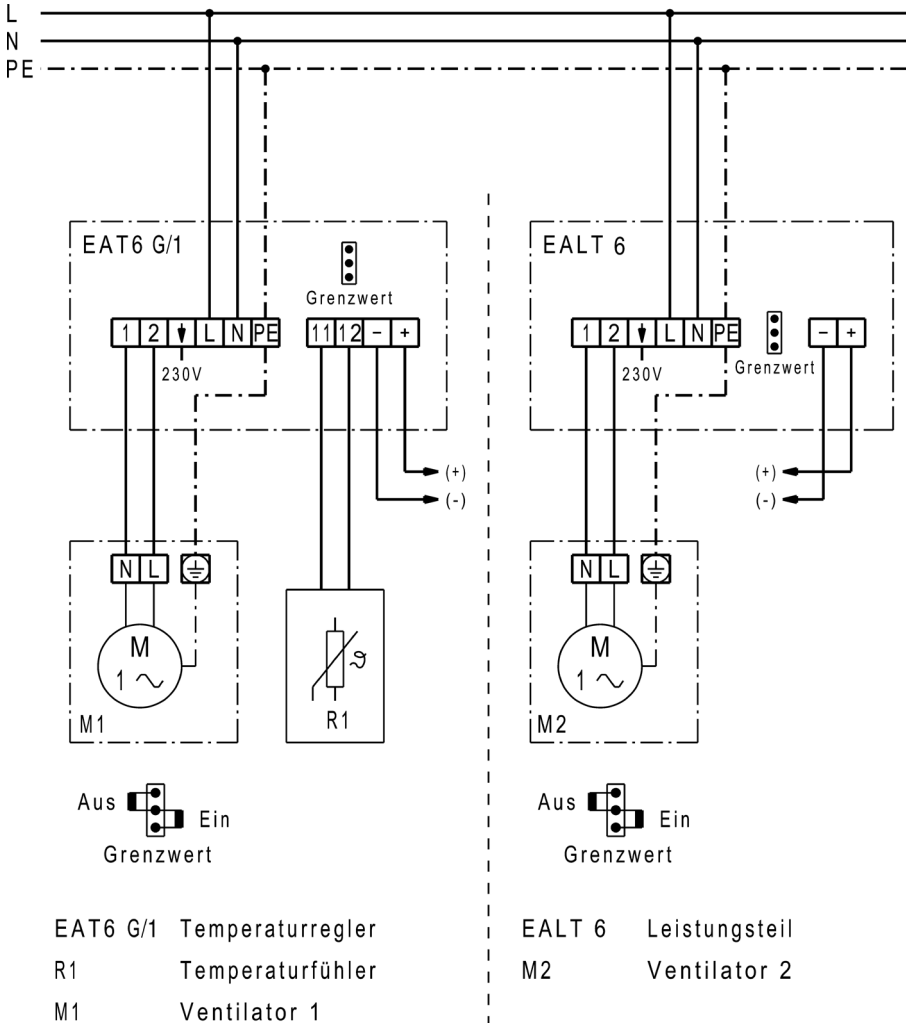 L
N
PE
EAT6 G/1
Grenzwert
1 2 L N PE
11 12 − +
230V
(+)
(-)
N L
M
1 ~
M1
R1
ϑ
Aus
Ein
Grenzwert
EALT 6
1 2 L N PE
Grenzwert
− +
230V
(+)
(-)
N L
M
1 ~
M2
Aus
Ein
Grenzwert
EAT6 G/1 Temperaturregler
R1 Temperaturfühler
M1 Ventilator 1
EALT 6 Leistungsteil
M2 Ventilator 2